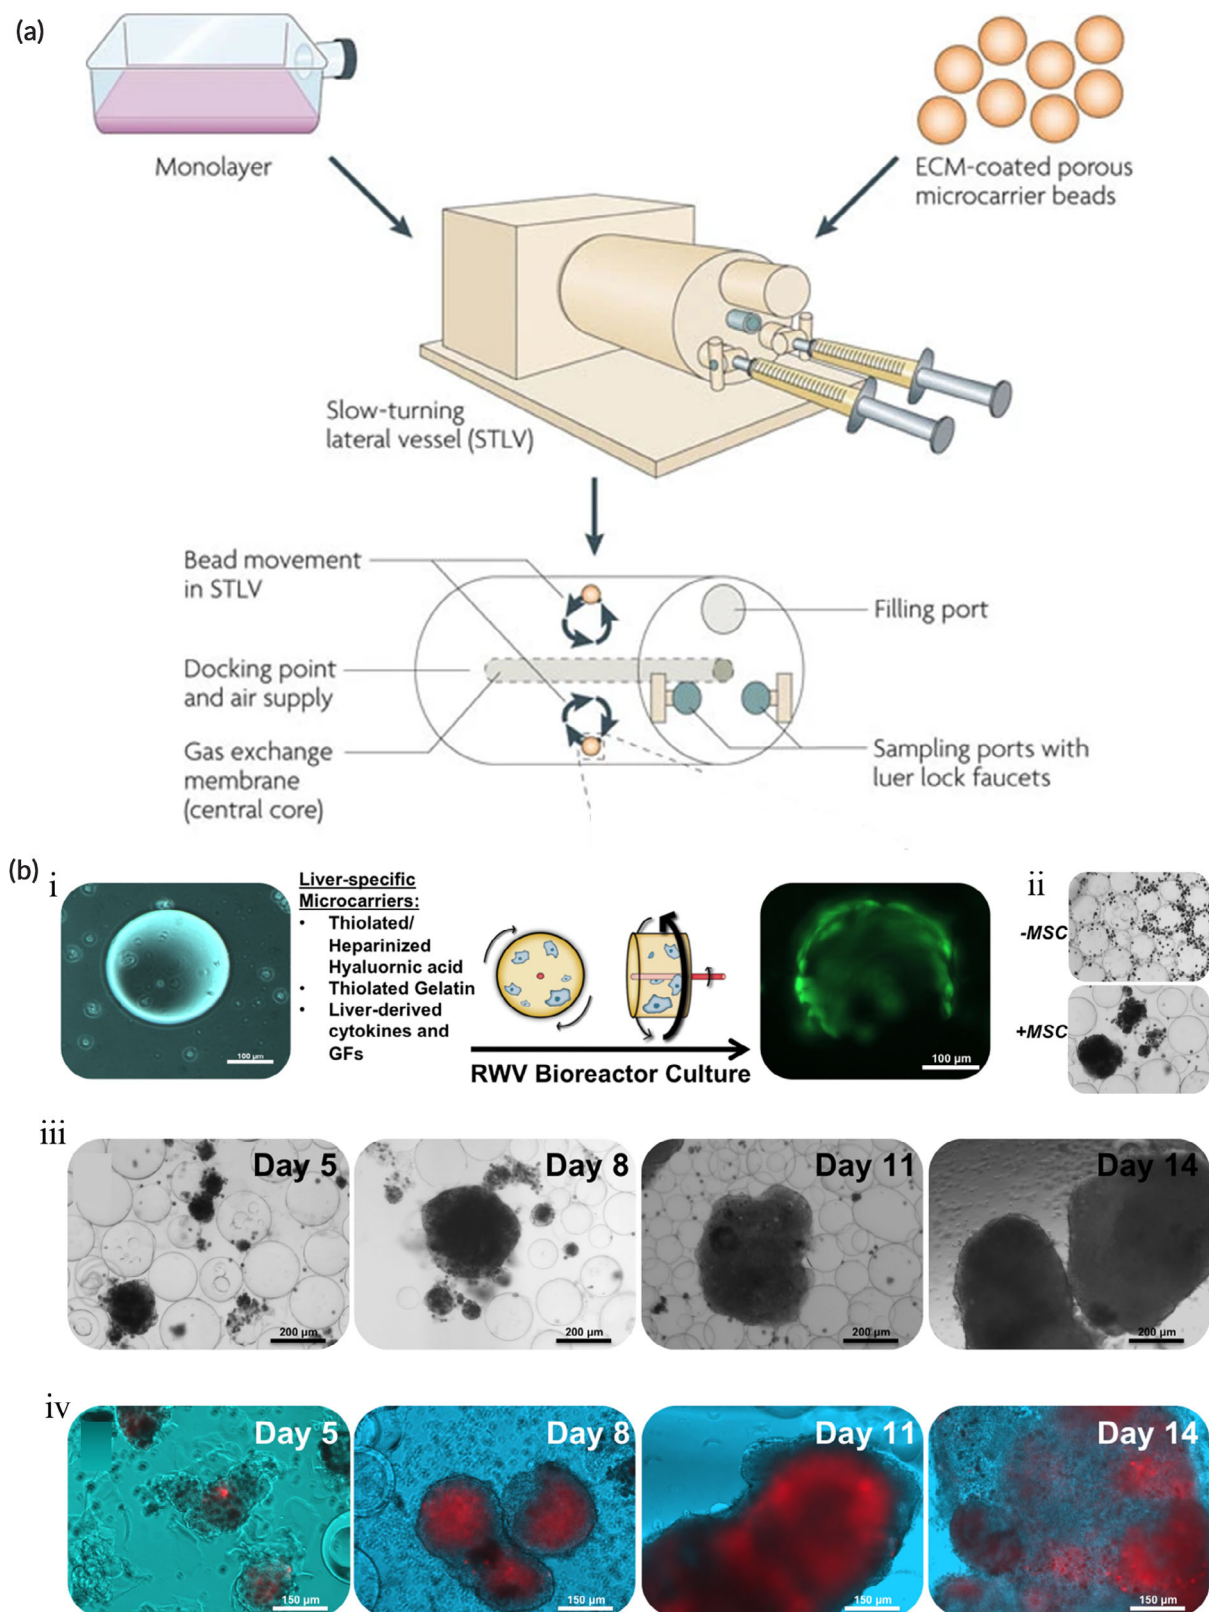 (a)
Monolayer
ECM-coated porous
microcarrier beads
Slow-turning
lateral vessel (STLV)
Bead movement
in STLV
Filling port
Docking point
and air supply
Gas exchange
membrane
(central core)
Sampling ports with
luer lock faucets
(b)
i
100 µm
Liver-specific
Microcarriers:
• Thiolated/
Heparinized
Hyaluornic acid
• Thiolated Gelatin
• Liver-derived
cytokines and
GFs
RWV Bioreactor Culture
100 µm
ii
-MSC
+MSC
iii
Day 5
200 µm
Day 8
200 µm
Day 11
200 µm
Day 14
200 µm
iv
Day 5
150 µm
Day 8
150 µm
Day 11
150 µm
Day 14
150 µm